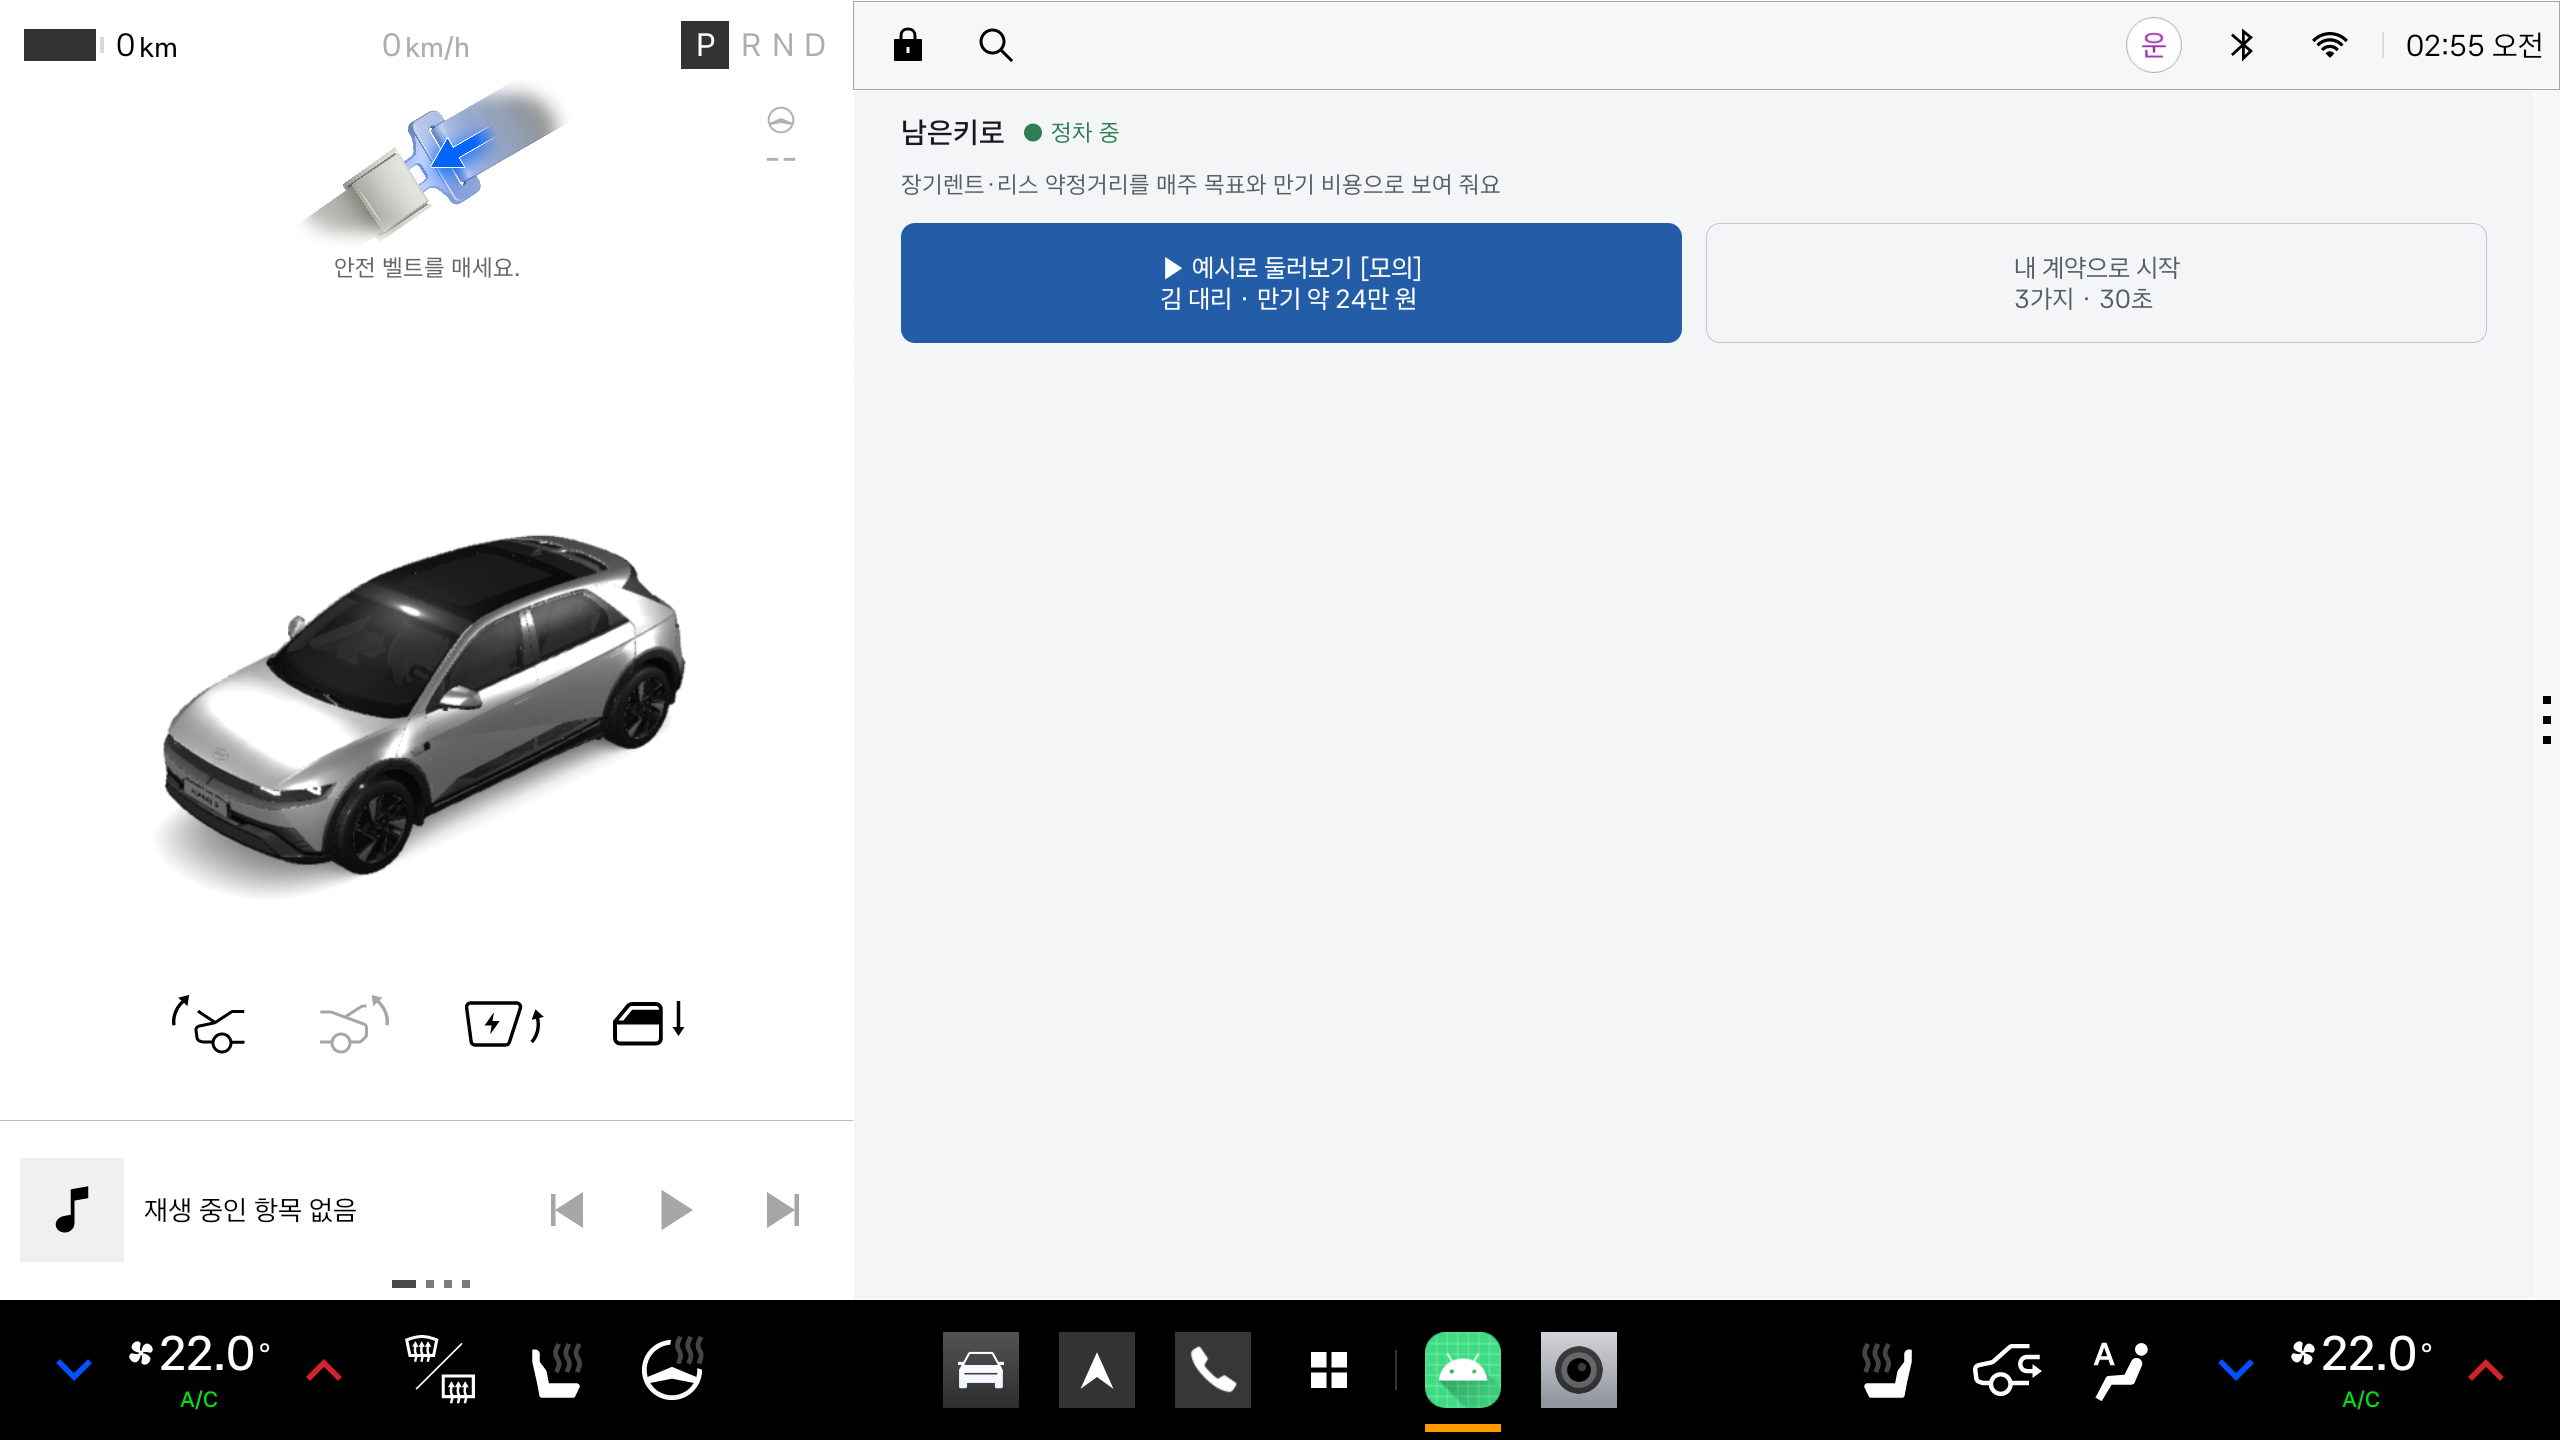 0 km
0 km/h
P R N D
안전 벨트를 매세요.
운
02:55 오전
남은키로
정차 중
장기렌트·리스 약정거리를 매주 목표와 만기 비용으로 보여 줘요
▶ 예시로 둘러보기 [모의]
김 대리 · 만기 약 24만 원
내 계약으로 시작
3가지 · 30초
재생 중인 항목 없음
22.0°
A/C
A
22.0°
A/C